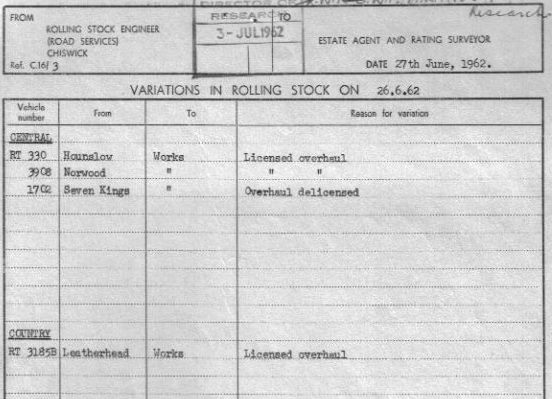 DIRECTOR OF
Research
FROM
RESEARCH TO
ROLLING STOCK ENGINEER
(ROAD SERVICES)
CHISWICK
3 - JUL 1962
ESTATE AGENT AND RATING SURVEYOR
Ref. C.16/ 3
DATE 27th June, 1962.
VARIATIONS IN ROLLING STOCK ON 26.6.62
Vehicle number From To Reason for variation
CENTRAL
RT 330 Hounslow Works Licensed overhaul
3908 Norwood " " "
1702 Seven Kings " Overhaul delicensed
COUNTRY
RT 3185B Leatherhead Works Licensed overhaul